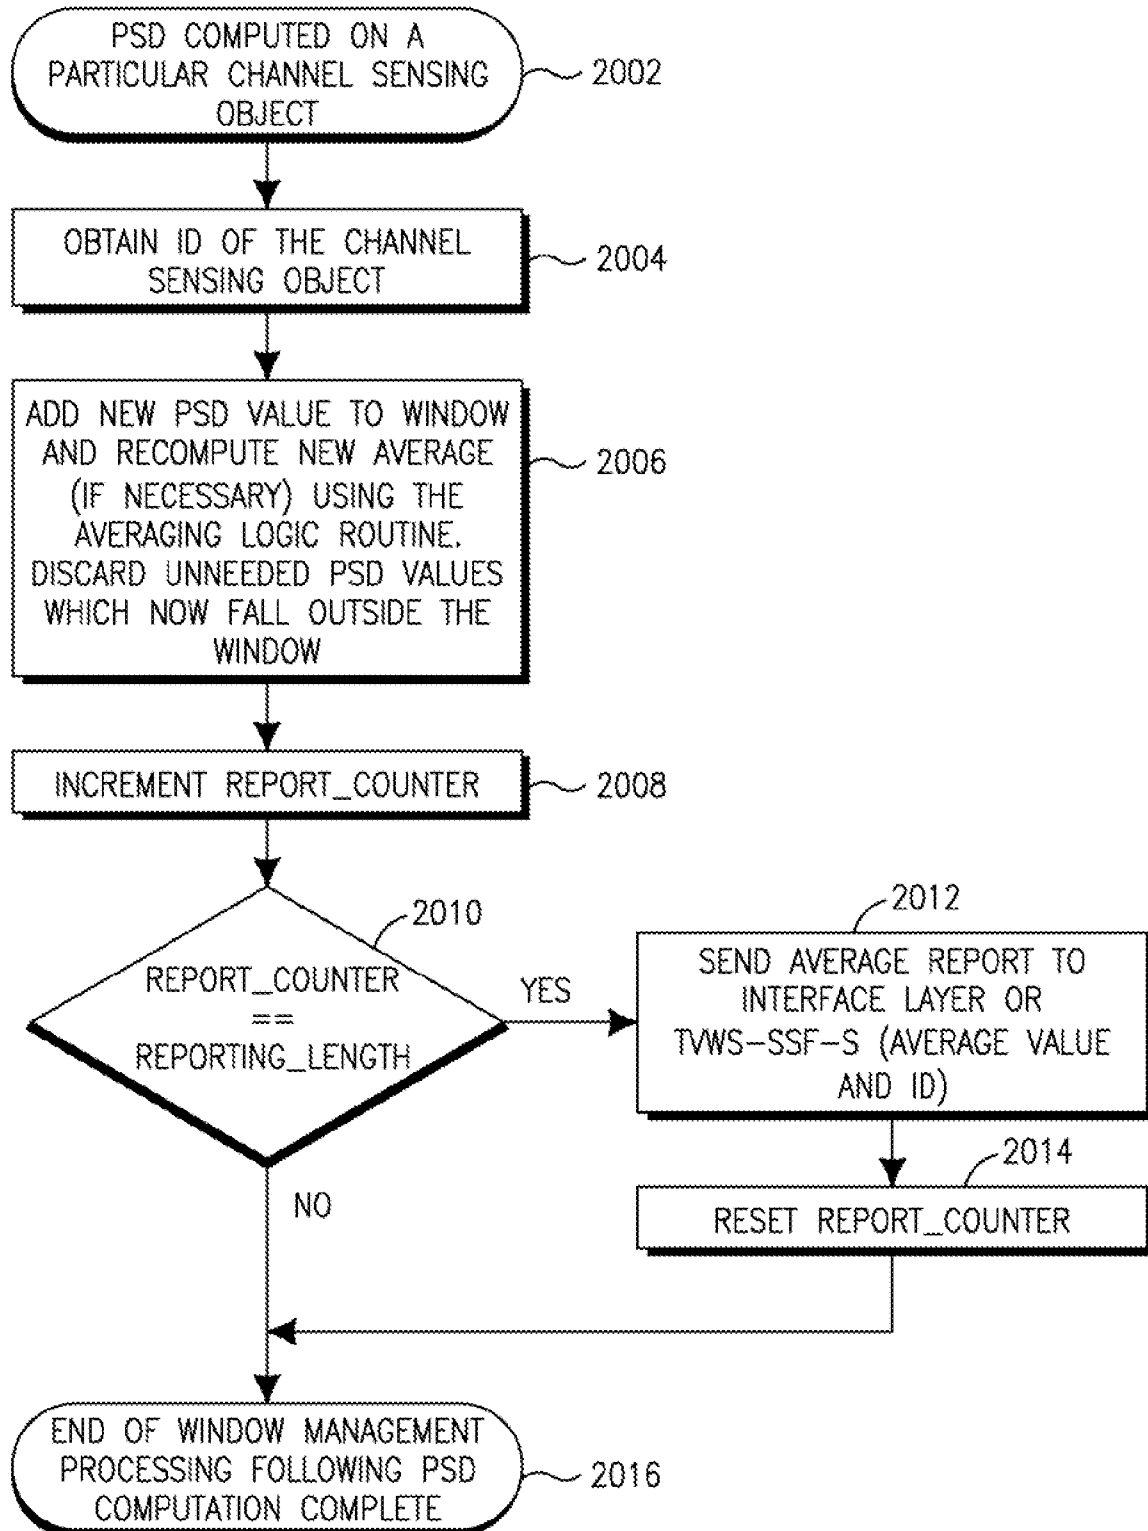 PSD COMPUTED ON A
PARTICULAR CHANNEL SENSING
OBJECT
2002
OBTAIN ID OF THE CHANNEL
SENSING OBJECT
2004
ADD NEW PSD VALUE TO WINDOW
AND RECOMPUTE NEW AVERAGE
(IF NECESSARY) USING THE
AVERAGING LOGIC ROUTINE.
DISCARD UNNEEDED PSD VALUES
WHICH NOW FALL OUTSIDE THE
WINDOW
2006
INCREMENT REPORT_COUNTER
2008
REPORT_COUNTER
==
REPORTING_LENGTH
2010
YES
SEND AVERAGE REPORT TO
INTERFACE LAYER OR
TVWS-SSF-S (AVERAGE VALUE
AND ID)
2012
RESET REPORT_COUNTER
2014
NO
END OF WINDOW MANAGEMENT
PROCESSING FOLLOWING PSD
COMPUTATION COMPLETE
2016